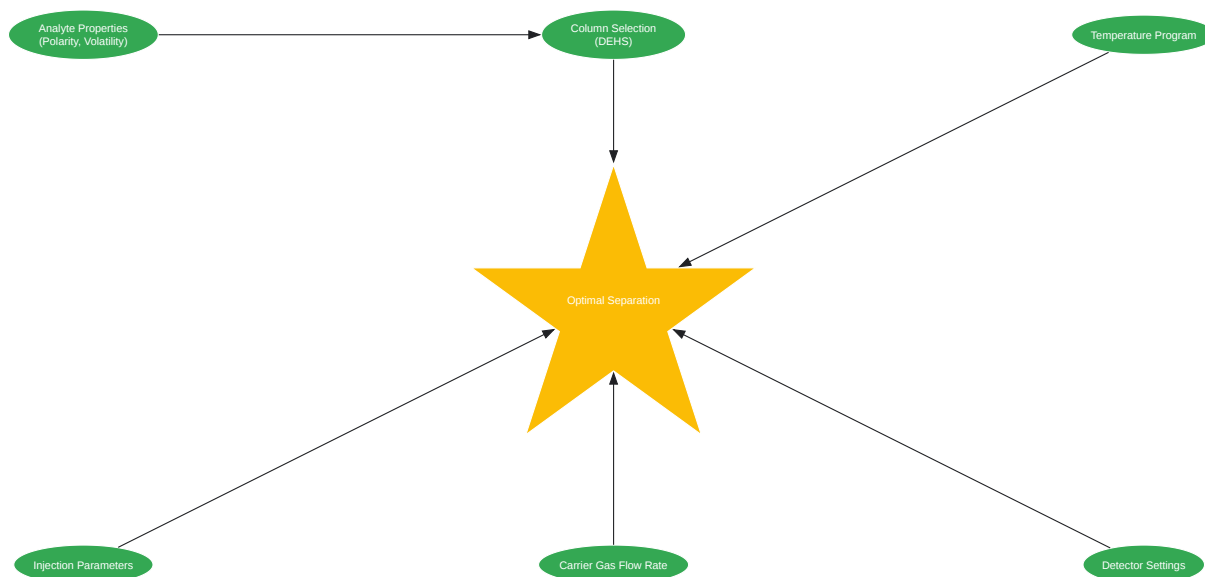 Analyte Properties
(Polarity, Volatility)
Column Selection
(DEHS)
Temperature Program
Optimal Separation
Injection Parameters
Carrier Gas Flow Rate
Detector Settings